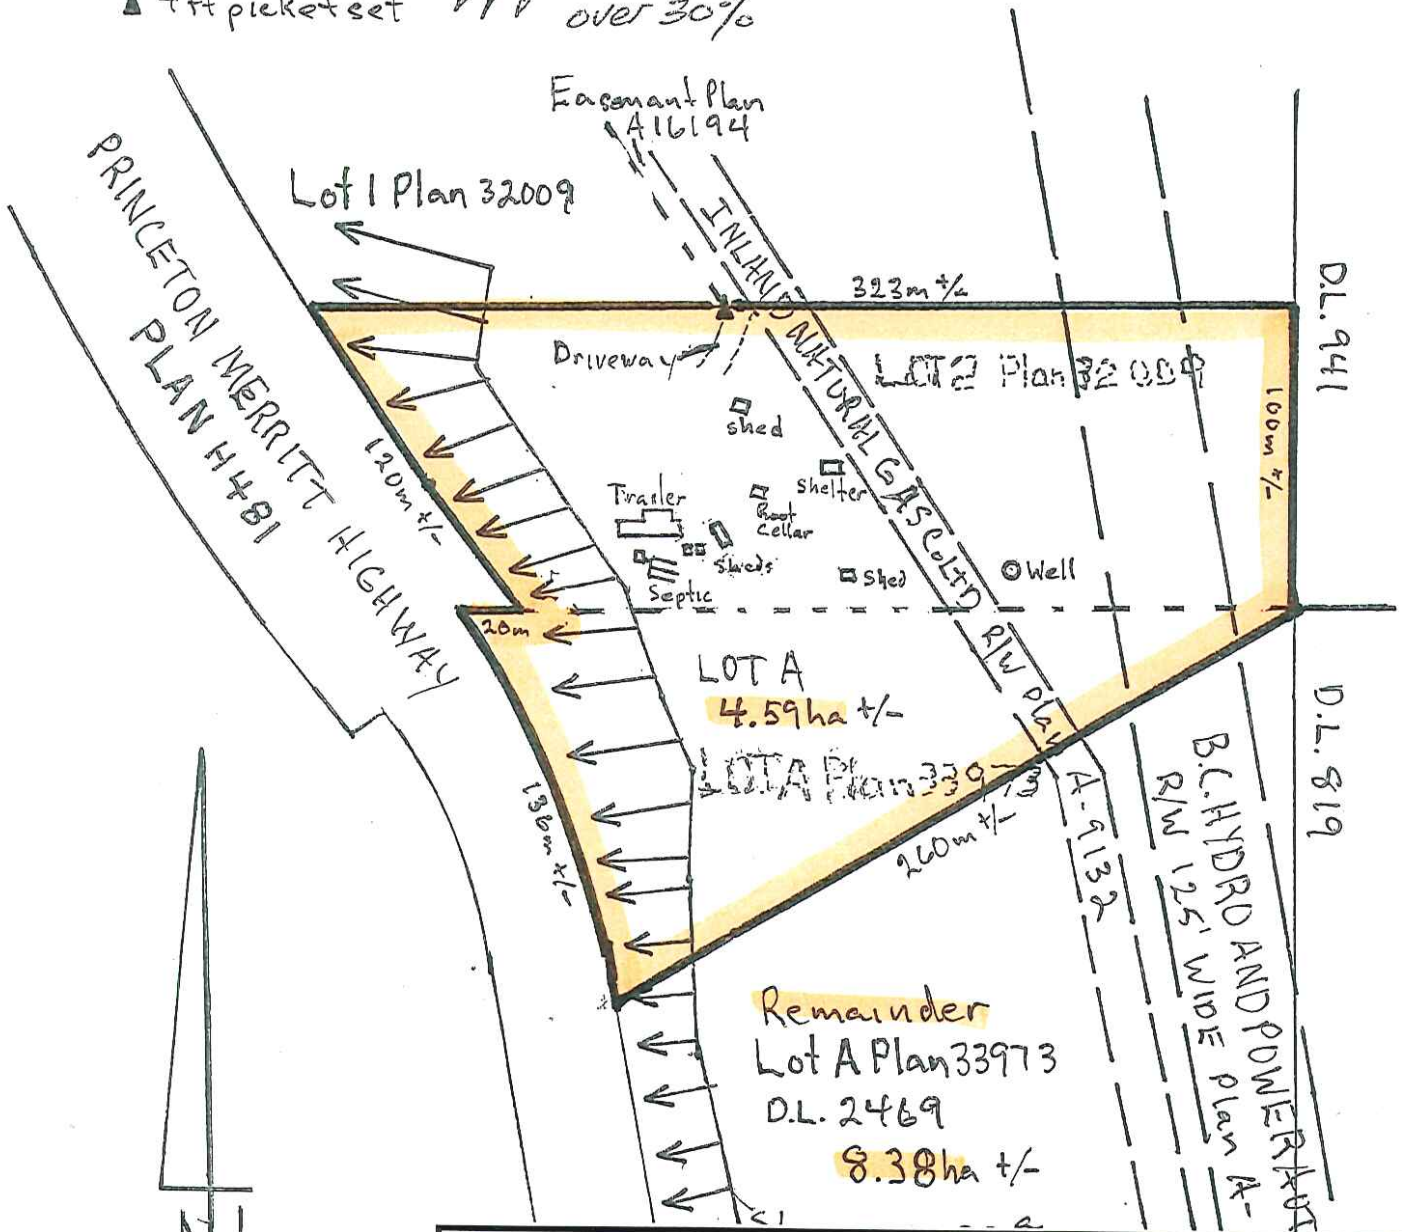 ▲ Tft picket set
over 30%
Easemant Plan
A16194
Lot 1 Plan 32009
PRINCETON MERRITT HIGHWAY
PLAN H481
INLAND NATURAL GAS Co LTD R/W Plan
A-9132
323m +/-
D.L. 941
Driveway
LOT 2 Plan 32009
100m +/-
shed
120m +/-
Shelter
Trailer
Root
Cellar
Sheds
Shed
Well
Septic
20m
LOT A
4.59ha +/-
LOT A Plan 33973
D.L. 819
136m +/-
260m +/-
B.C. HYDRO AND POWER AUT
R/W 125' WIDE Plan A-
Remainder
Lot A Plan 33973
D.L. 2469
8.38ha +/-